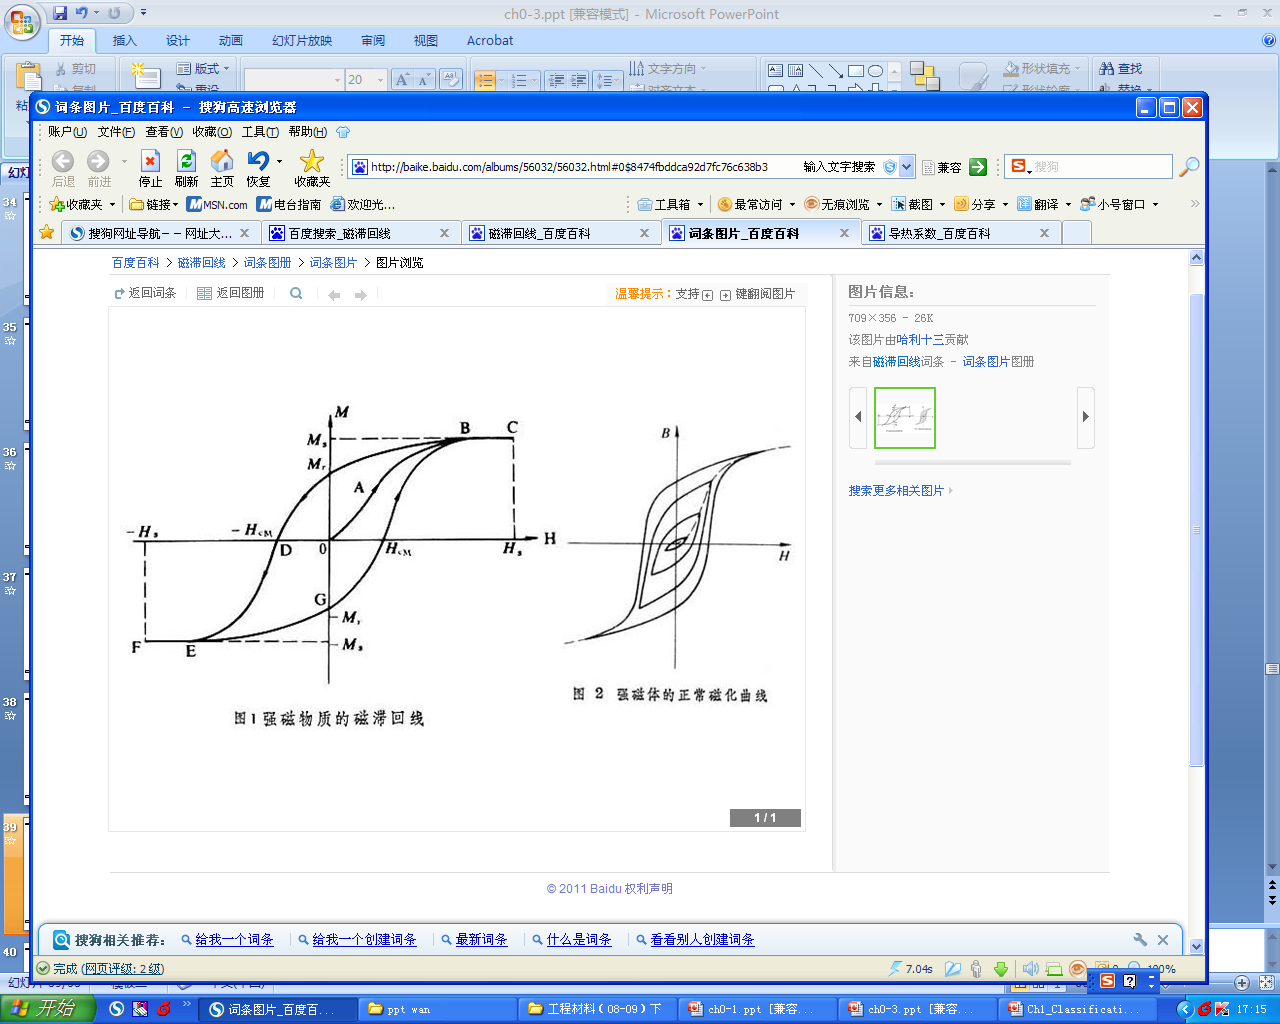 ch0-3.ppt [兼容模式] - Microsoft PowerPoint
开始 插入 设计 动画 幻灯片放映 审阅 视图 Acrobat
剪切 版式 20 文字方向 形状填充 查找
词条图片_百度百科 - 搜狗高速浏览器
账户(U) 文件(F) 查看(V) 收藏(O) 工具(T) 帮助(H)
http://baike.baidu.com/albums/56032/56032.html#0$8474fbddca92d7fc76c638b3 输入文字搜索 兼容 搜狗
后退 前进 停止 刷新 主页 恢复 收藏夹
收藏夹 链接 MSN.com 电台指南 欢迎光... 工具箱 最常访问 无痕浏览 截图 分享 翻译 小号窗口
搜狗网址导航--网址大... 百度搜索_磁滞回线 磁滞回线_百度百科 词条图片_百度百科 导热系数_百度百科
百度百科 > 磁滞回线 > 词条图册 > 词条图片 > 图片浏览
返回词条 返回图册 温馨提示：支持 键翻阅图片
图片信息：
709×356 - 26K
该图片由哈利十三贡献
来自磁滞回线词条 - 词条图片图册
搜索更多相关图片
M
Ms B C
Mr
A
-Hs -HcM D 0 HcM Hs H
G
-Mr
F E -Ms
图1强磁物质的磁滞回线
B
H
图 2 强磁体的正常磁化曲线
1 / 1
© 2011 Baidu 权利声明
搜狗相关推荐： 给我一个词条 给我一个创建词条 最新词条 什么是词条 看看别人创建词条
完成 (网页评级: 2 级) 7.04s
34
35
36
37
38
39
40
开始 词条图片_百度百... ppt wan 工程材料(08-09)下 ch0-1.ppt [兼容... ch0-3.ppt [兼容... Ch1_Classificati... 17:15